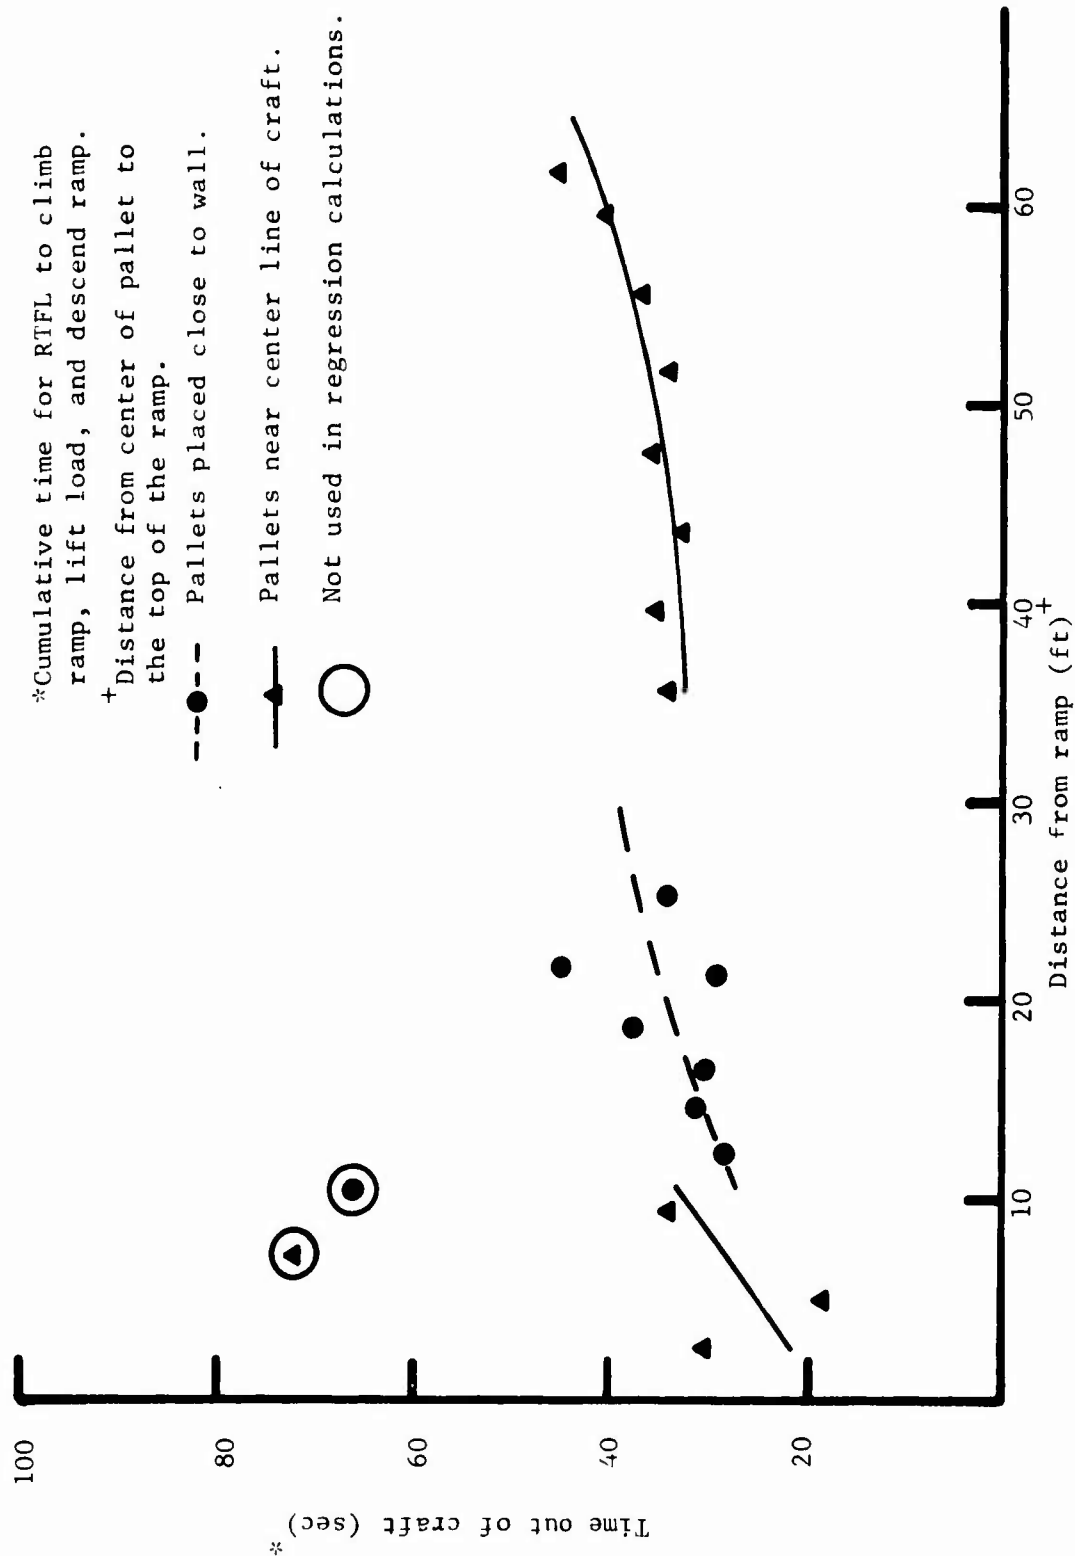 *Cumulative time for RTFL to climb
ramp, lift load, and descend ramp.
+Distance from center of pallet to
the top of the ramp.
Pallets placed close to wall.
Pallets near center line of craft.
Not used in regression calculations.
Time out of craft (sec)*
100
80
60
40
20
10
20
30
40
50
60
Distance from ramp (ft)+